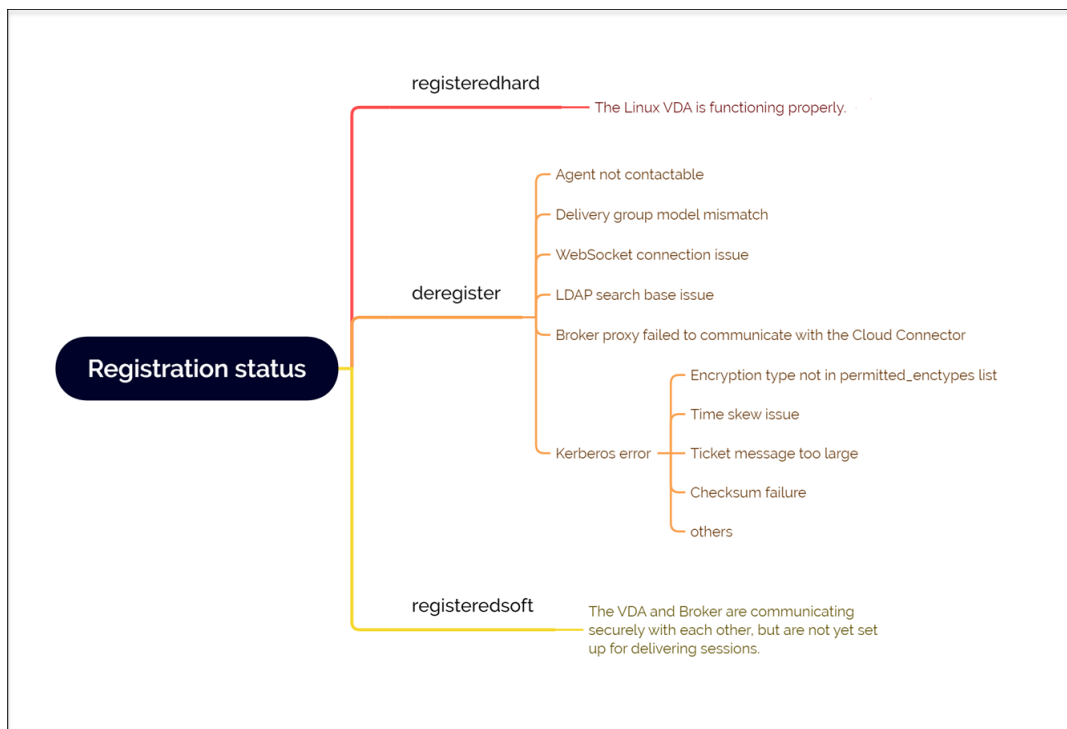 registeredhard
The Linux VDA is functioning properly.
Agent not contactable
Delivery group model mismatch
WebSocket connection issue
deregister
LDAP search base issue
Broker proxy failed to communicate with the Cloud Connector
Registration status
Encryption type not in permitted_enctypes list
Time skew issue
Kerberos error
Ticket message too large
Checksum failure
others
registeredsoft
The VDA and Broker are communicating
securely with each other, but are not yet set
up for delivering sessions.